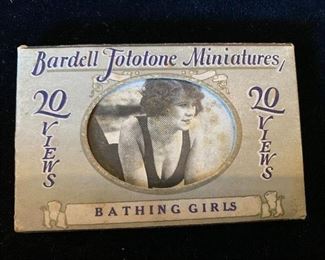 Bardell Fototone Miniatures
20 VIEWS
20 VIEWS
BATHING GIRLS